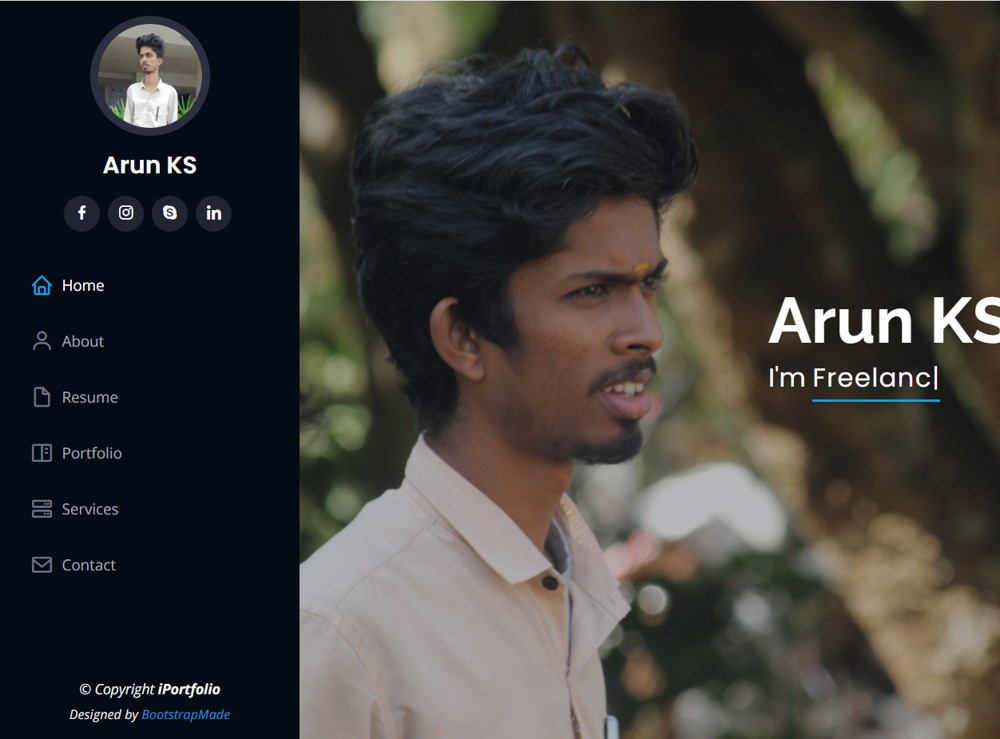 Arun KS
Home
About
Resume
Portfolio
Services
Contact
© Copyright iPortfolio
Designed by BootstrapMade
Arun KS
I'm Freelanc|